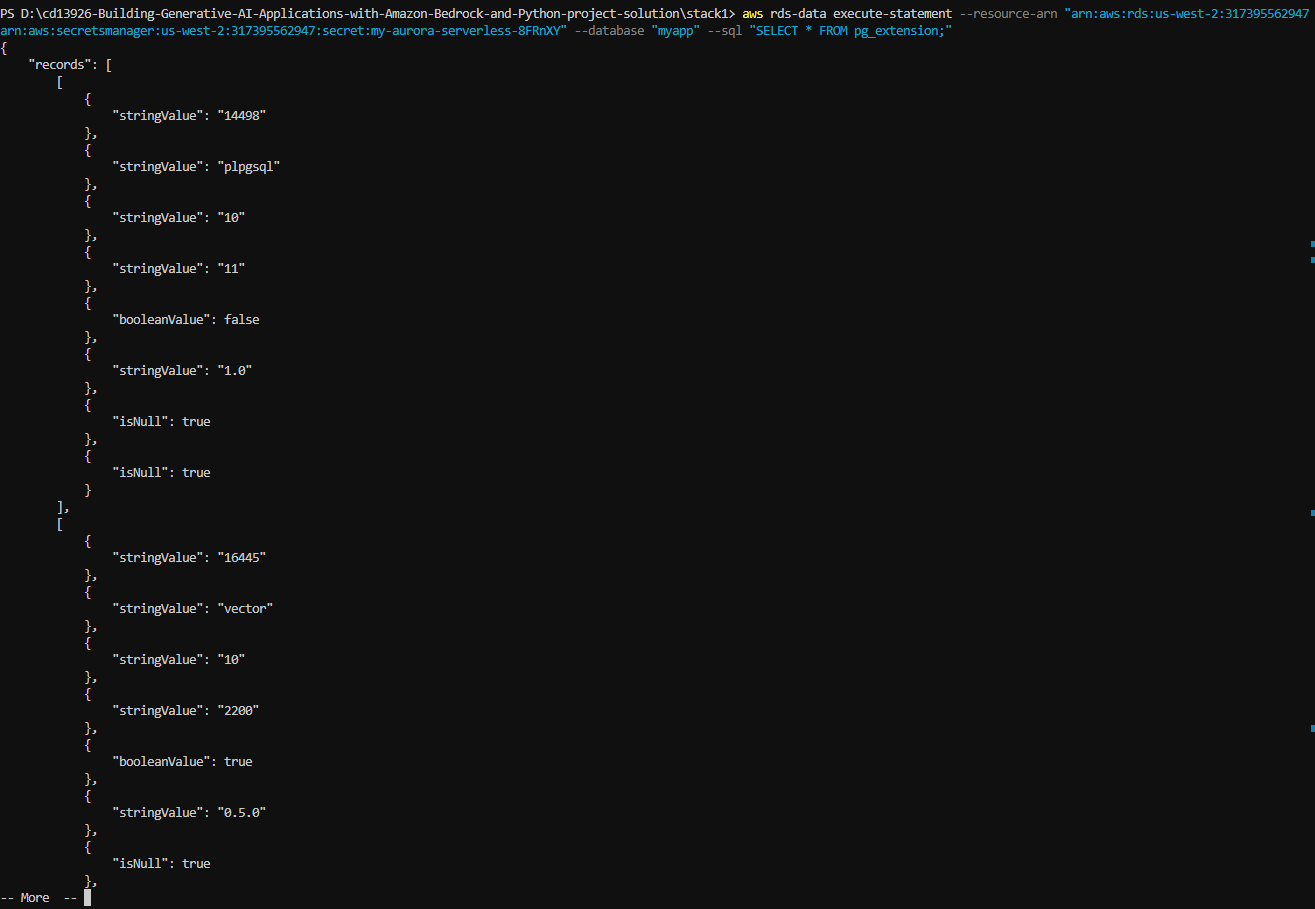 PS D:\cd13926-Building-Generative-AI-Applications-with-Amazon-Bedrock-and-Python-project-solution\stack1> aws rds-data execute-statement --resource-arn "arn:aws:rds:us-west-2:317395562947
arn:aws:secretsmanager:us-west-2:317395562947:secret:my-aurora-serverless-8FRnXY" --database "myapp" --sql "SELECT * FROM pg_extension;"
{
    "records": [
        [
            {
                "stringValue": "14498"
            },
            {
                "stringValue": "plpgsql"
            },
            {
                "stringValue": "10"
            },
            {
                "stringValue": "11"
            },
            {
                "booleanValue": false
            },
            {
                "stringValue": "1.0"
            },
            {
                "isNull": true
            },
            {
                "isNull": true
            }
        ],
        [
            {
                "stringValue": "16445"
            },
            {
                "stringValue": "vector"
            },
            {
                "stringValue": "10"
            },
            {
                "stringValue": "2200"
            },
            {
                "booleanValue": true
            },
            {
                "stringValue": "0.5.0"
            },
            {
                "isNull": true
            },
-- More  --